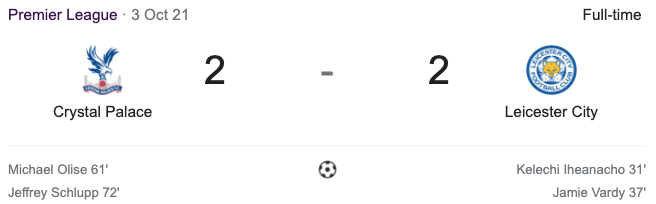 Premier League · 3 Oct 21 Full-time
2 - 2
Crystal Palace Leicester City
Michael Olise 61' Kelechi Iheanacho 31'
Jeffrey Schlupp 72' Jamie Vardy 37'